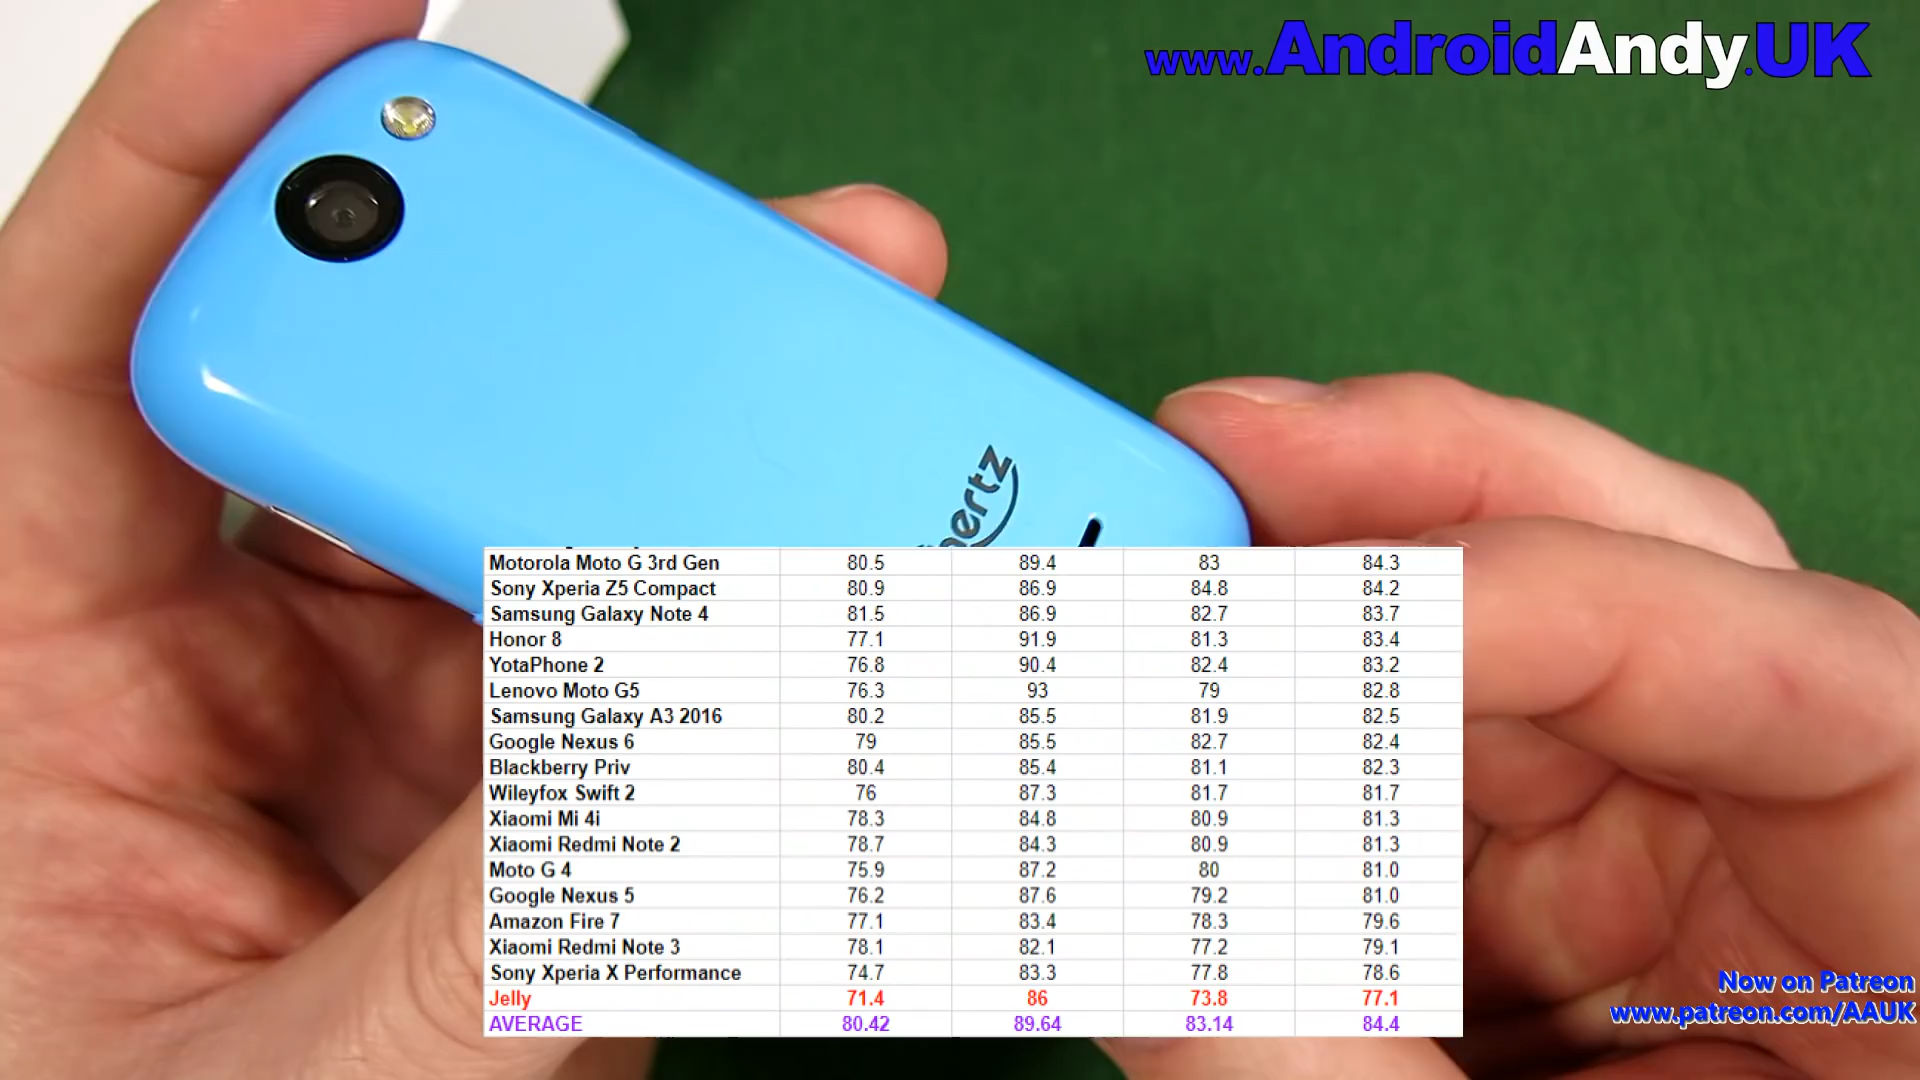 www.AndroidAndy.UK
hertz
Motorola Moto G 3rd Gen 80.5 89.4 83 84.3
Sony Xperia Z5 Compact 80.9 86.9 84.8 84.2
Samsung Galaxy Note 4 81.5 86.9 82.7 83.7
Honor 8 77.1 91.9 81.3 83.4
YotaPhone 2 76.8 90.4 82.4 83.2
Lenovo Moto G5 76.3 93 79 82.8
Samsung Galaxy A3 2016 80.2 85.5 81.9 82.5
Google Nexus 6 79 85.5 82.7 82.4
Blackberry Priv 80.4 85.4 81.1 82.3
Wileyfox Swift 2 76 87.3 81.7 81.7
Xiaomi Mi 4i 78.3 84.8 80.9 81.3
Xiaomi Redmi Note 2 78.7 84.3 80.9 81.3
Moto G 4 75.9 87.2 80 81.0
Google Nexus 5 76.2 87.6 79.2 81.0
Amazon Fire 7 77.1 83.4 78.3 79.6
Xiaomi Redmi Note 3 78.1 82.1 77.2 79.1
Sony Xperia X Performance 74.7 83.3 77.8 78.6
Jelly 71.4 86 73.8 77.1
AVERAGE 80.42 89.64 83.14 84.4
Now on Patreon
www.patreon.com/AAUK